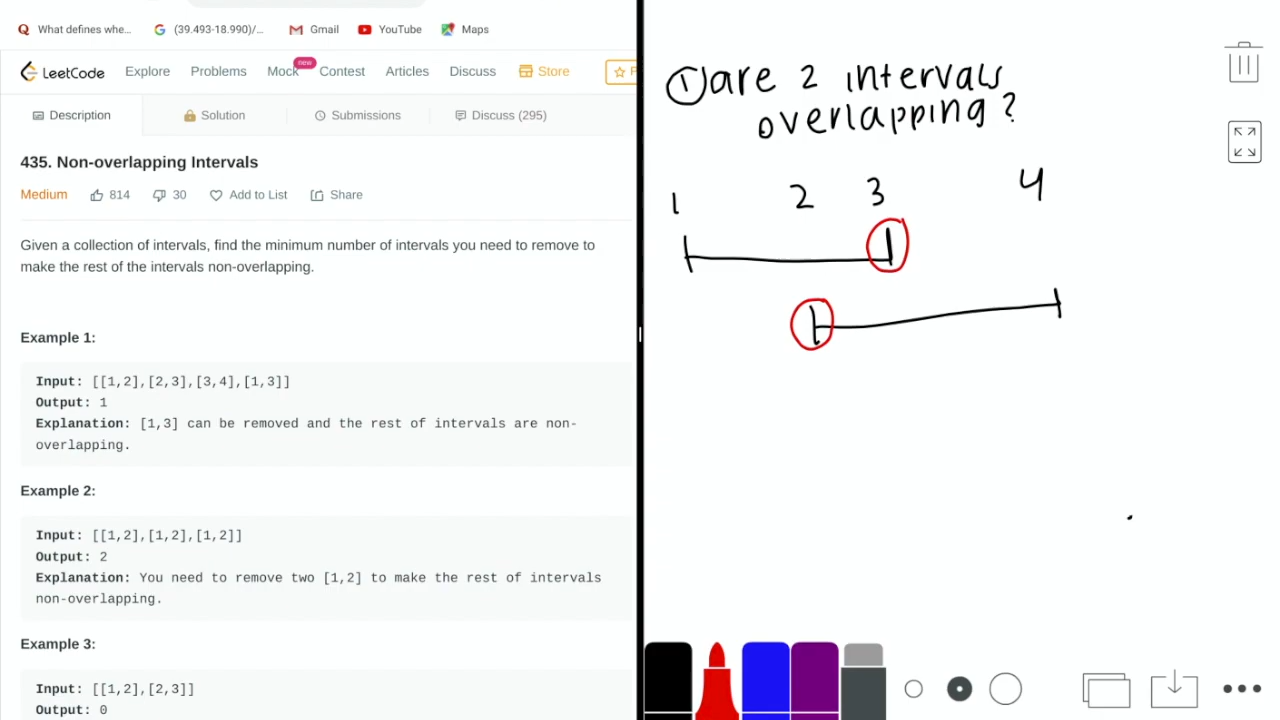 What defines whe...
(39.493-18.990)/...
Gmail
YouTube
Maps
LeetCode
Explore
Problems
Mock
new
Contest
Articles
Discuss
Store
Description
Solution
Submissions
Discuss (295)
435. Non-overlapping Intervals
Medium
814
30
Add to List
Share
Given a collection of intervals, find the minimum number of intervals you need to remove to
make the rest of the intervals non-overlapping.
Example 1:
Input: [[1,2],[2,3],[3,4],[1,3]]
Output: 1
Explanation: [1,3] can be removed and the rest of intervals are non-
overlapping.
Example 2:
Input: [[1,2],[1,2],[1,2]]
Output: 2
Explanation: You need to remove two [1,2] to make the rest of intervals
non-overlapping.
Example 3:
Input: [[1,2],[2,3]]
Output: 0
① are 2 intervals
overlapping?
1 2 3 4